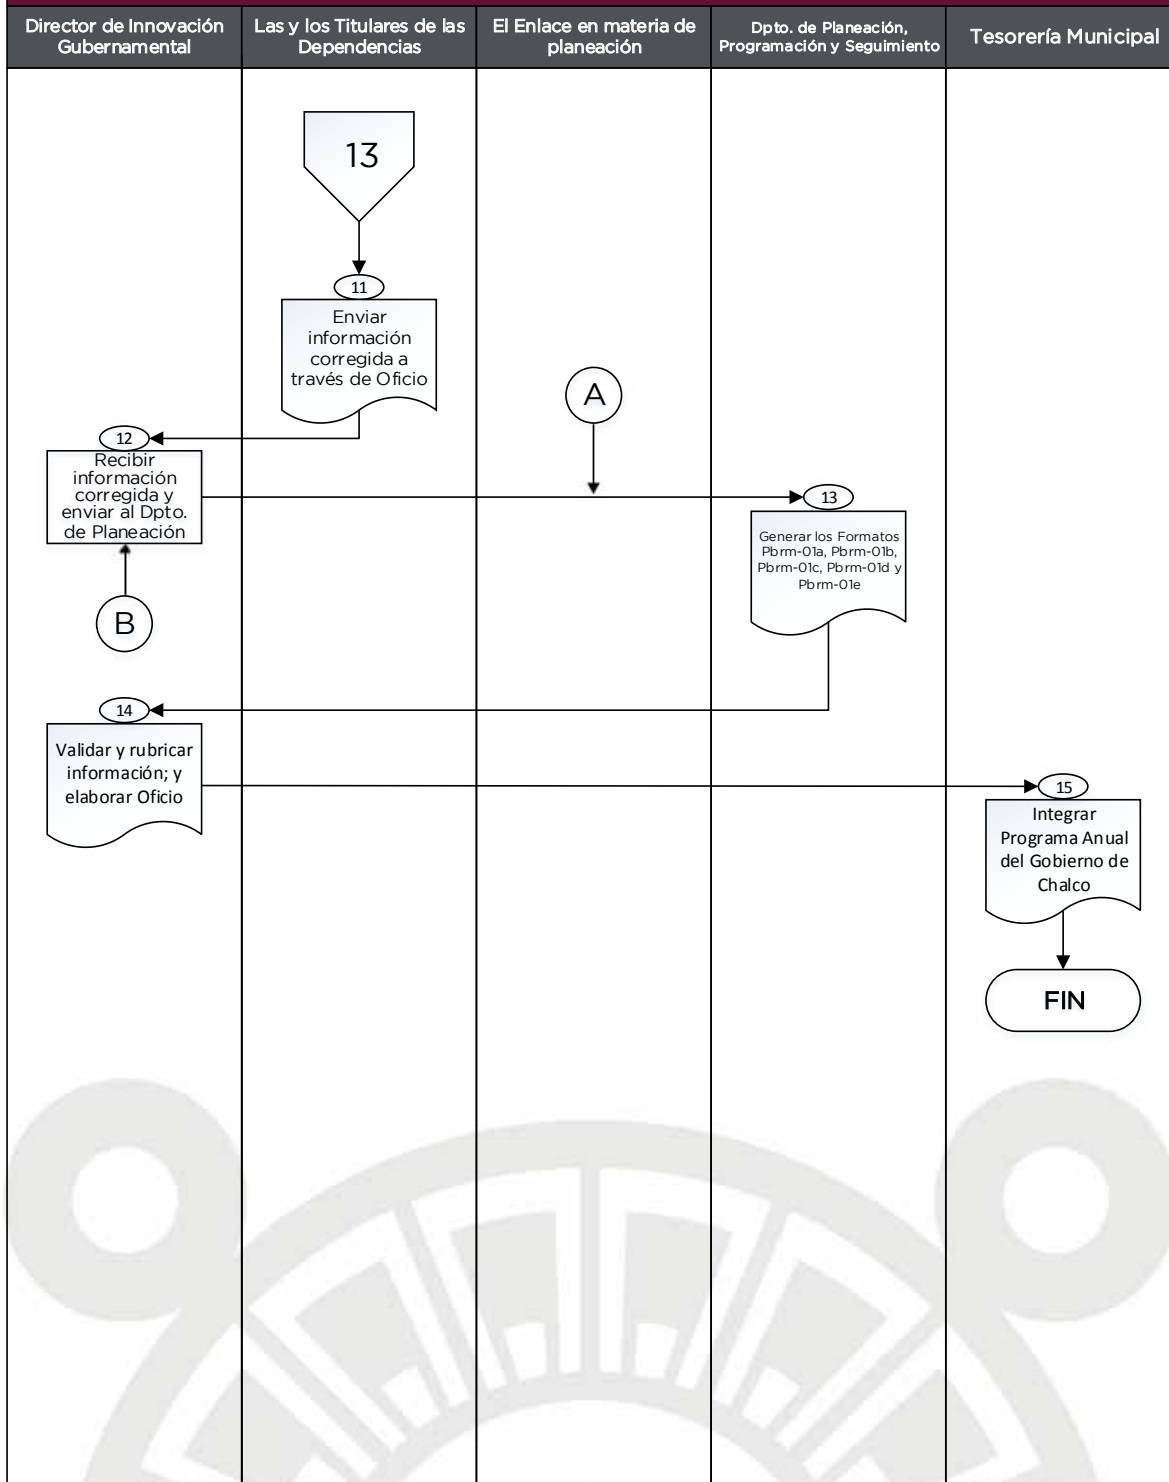 Director de Innovación
Gubernamental
Las y los Titulares de las
Dependencias
El Enlace en materia de
planeación
Dpto. de Planeación,
Programación y Seguimiento
Tesorería Municipal
13
11
Enviar
información
corregida a
través de Oficio
A
12
Recibir
información
corregida y
enviar al Dpto.
de Planeación
B
13
Generar los Formatos
Pbrm-01a, Pbrm-01b,
Pbrm-01c, Pbrm-01d y
Pbrm-01e
14
Validar y rubricar
información; y
elaborar Oficio
15
Integrar
Programa Anual
del Gobierno de
Chalco
FIN